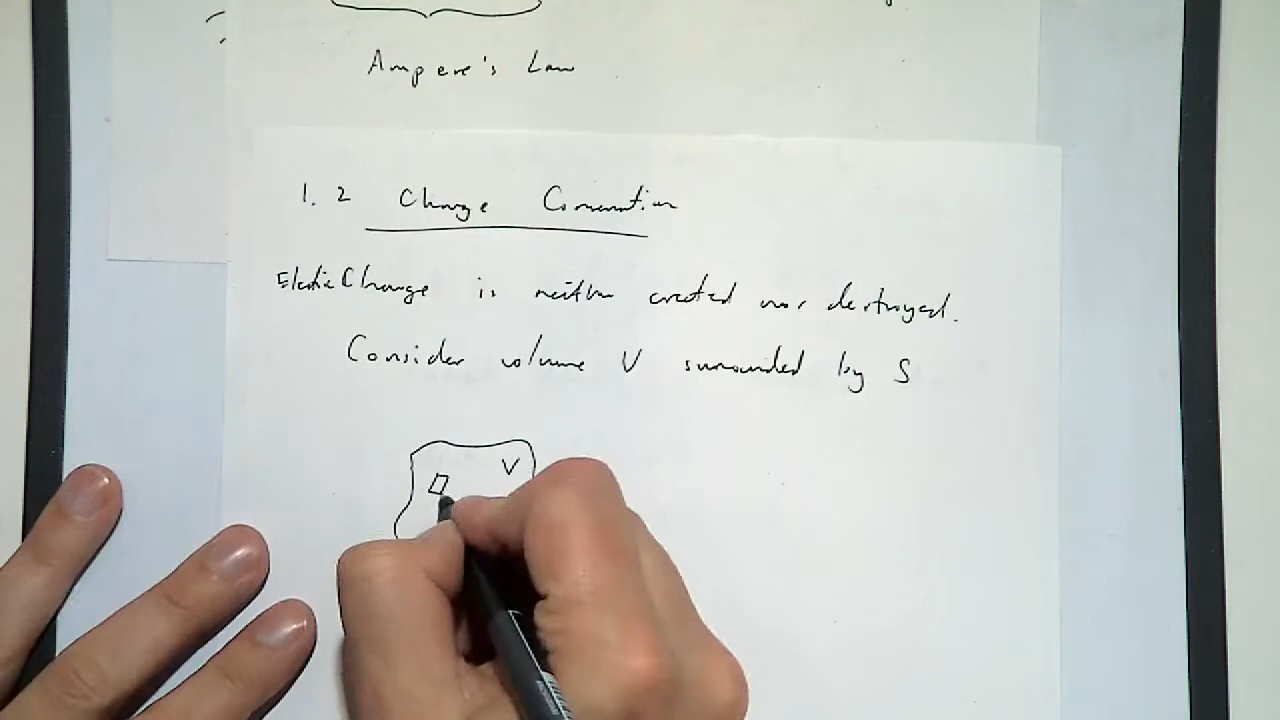 Ampere's Law
1.2 Charge Conservation
Electric Charge is neither created nor destroyed.
Consider volume V surrounded by S
V